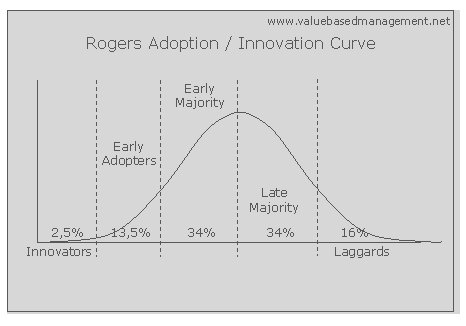 www.valuebasedmanagement.net
Rogers Adoption / Innovation Curve
Early
Majority
Early
Adopters
Late
Majority
2,5%
13,5%
34%
34%
16%
Innovators
Laggards